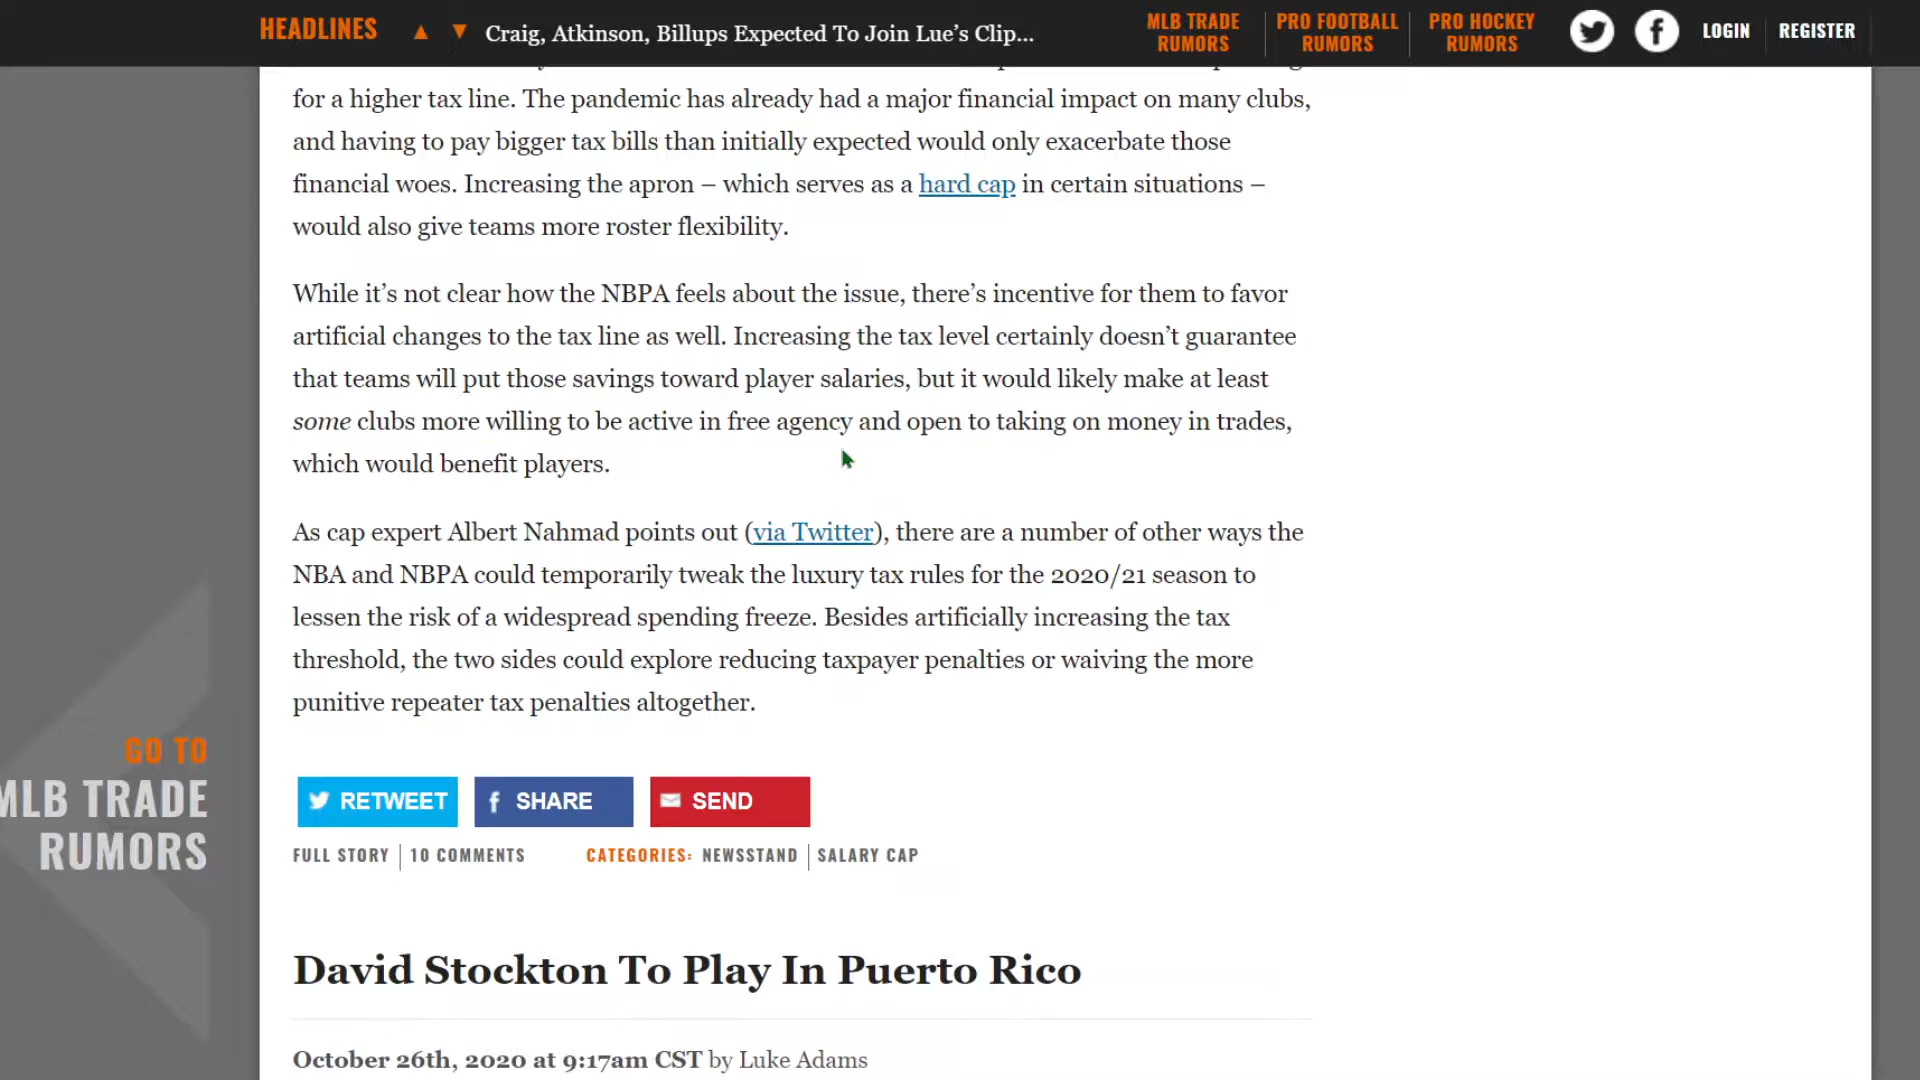 HEADLINES
Craig, Atkinson, Billups Expected To Join Lue’s Clip...
MLB TRADE
RUMORS
PRO FOOTBALL
RUMORS
PRO HOCKEY
RUMORS
LOGIN
REGISTER
for a higher tax line. The pandemic has already had a major financial impact on many clubs,
and having to pay bigger tax bills than initially expected would only exacerbate those
financial woes. Increasing the apron – which serves as a hard cap in certain situations –
would also give teams more roster flexibility.
While it’s not clear how the NBPA feels about the issue, there’s incentive for them to favor
artificial changes to the tax line as well. Increasing the tax level certainly doesn’t guarantee
that teams will put those savings toward player salaries, but it would likely make at least
some clubs more willing to be active in free agency and open to taking on money in trades,
which would benefit players.
As cap expert Albert Nahmad points out (via Twitter), there are a number of other ways the
NBA and NBPA could temporarily tweak the luxury tax rules for the 2020/21 season to
lessen the risk of a widespread spending freeze. Besides artificially increasing the tax
threshold, the two sides could explore reducing taxpayer penalties or waiving the more
punitive repeater tax penalties altogether.
GO TO
MLB TRADE
RUMORS
RETWEET
SHARE
SEND
FULL STORY | 10 COMMENTS
CATEGORIES: NEWSSTAND | SALARY CAP
David Stockton To Play In Puerto Rico
October 26th, 2020 at 9:17am CST by Luke Adams